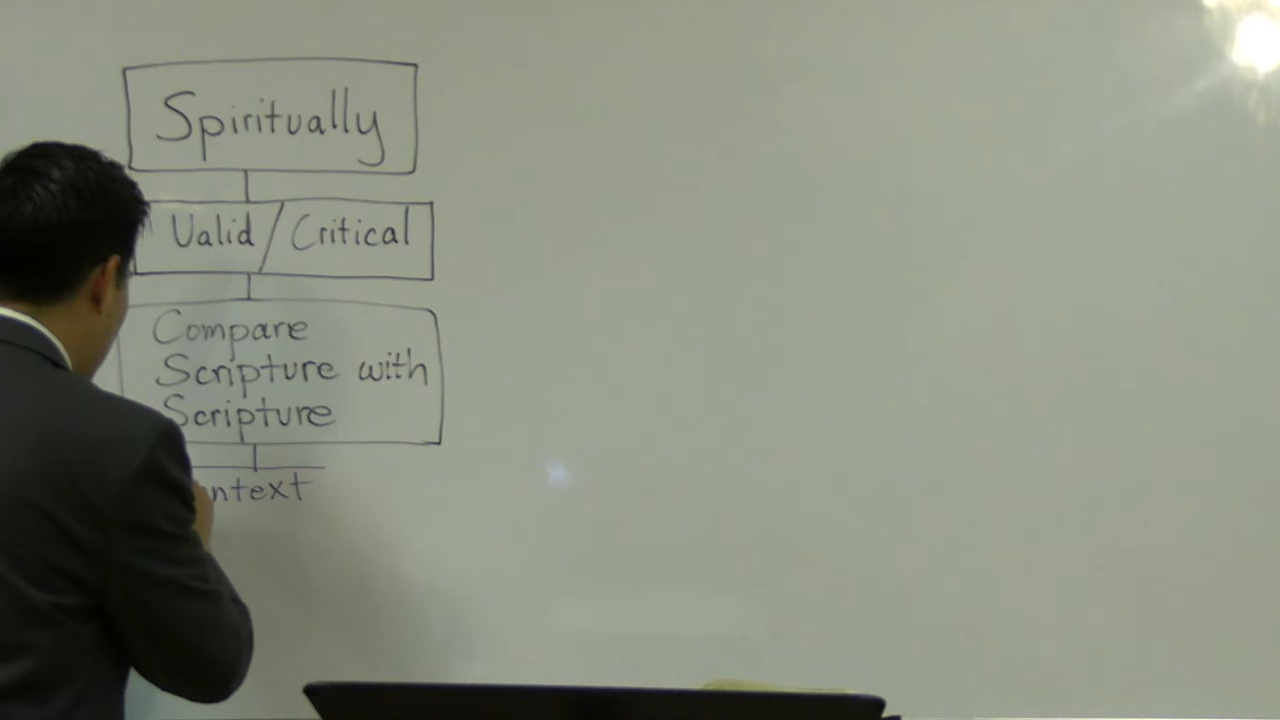 Spiritually
Valid/Critical
Compare
Scripture with
Scripture
ntext